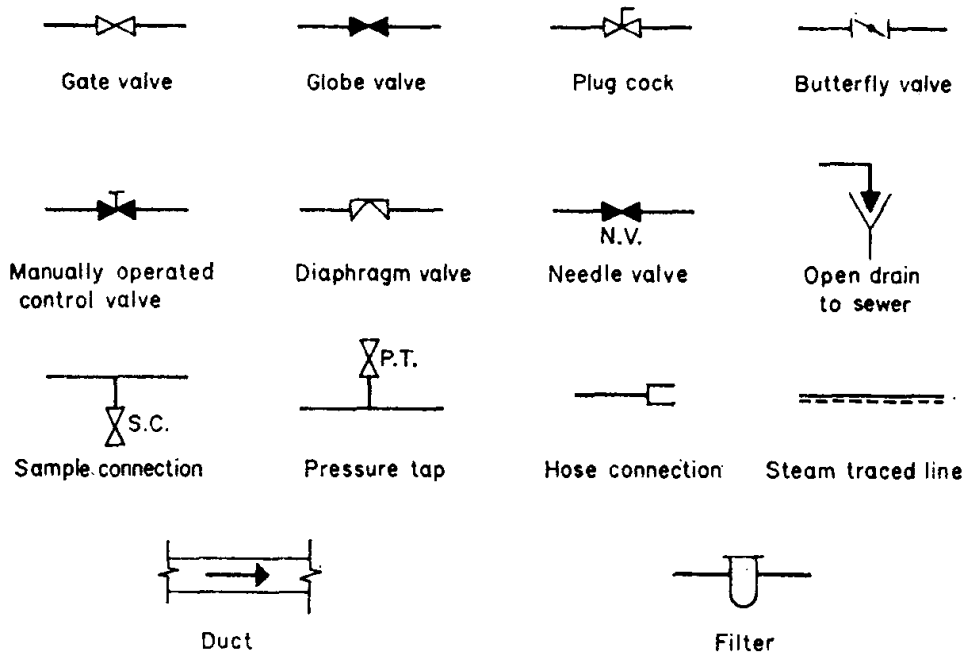 Gate valve
Globe valve
Plug cock
Butterfly valve
N.V.
Manually operated
control valve
Diaphragm valve
Needle valve
Open drain
to sewer
P.T.
S.C.
Sample connection
Pressure tap
Hose connection
Steam traced line
Duct
Filter